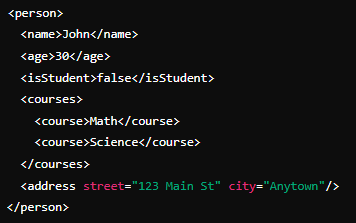 <person>
  <name>John</name>
  <age>30</age>
  <isStudent>false</isStudent>
  <courses>
    <course>Math</course>
    <course>Science</course>
  </courses>
  <address street="123 Main St" city="Anytown"/>
</person>